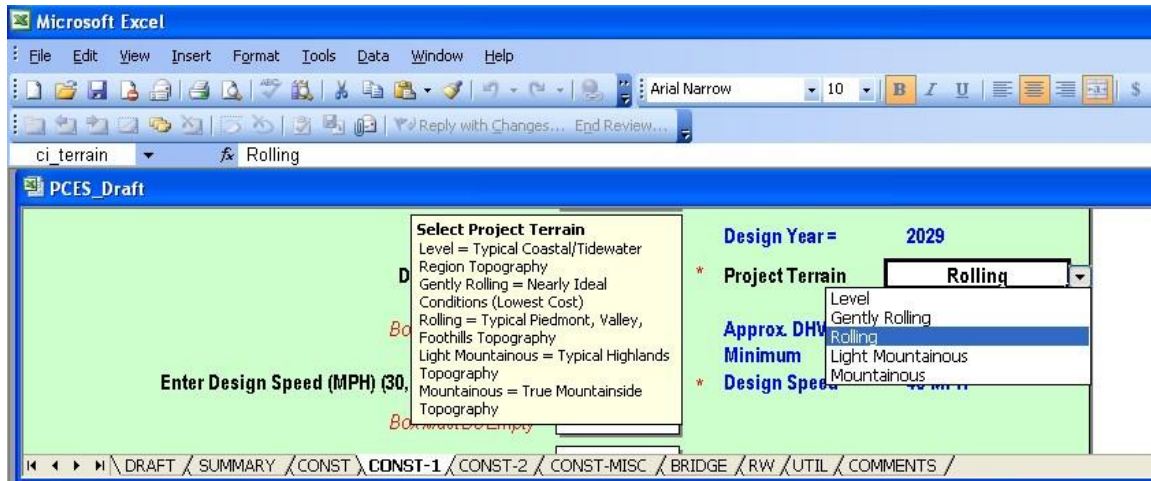 Microsoft Excel
File Edit View Insert Format Tools Data Window Help
Arial Narrow 10 B I U $
Reply with Changes... End Review...
ci_terrain fx Rolling
PCES_Draft
Select Project Terrain
Level = Typical Coastal/Tidewater
Region Topography
Gently Rolling = Nearly Ideal
Conditions (Lowest Cost)
Rolling = Typical Piedmont, Valley,
Foothills Topography
Light Mountainous = Typical Highlands
Topography
Mountainous = True Mountainside
Topography
D
Bo
Enter Design Speed (MPH) (30,
Design Year = 2029
* Project Terrain Rolling
Level
Gently Rolling
Rolling
Light Mountainous
Mountainous
Approx. DHV
Minimum
* Design Speed
DRAFT / SUMMARY / CONST \ CONST-1 / CONST-2 / CONST-MISC / BRIDGE / RW / UTIL / COMMENTS /